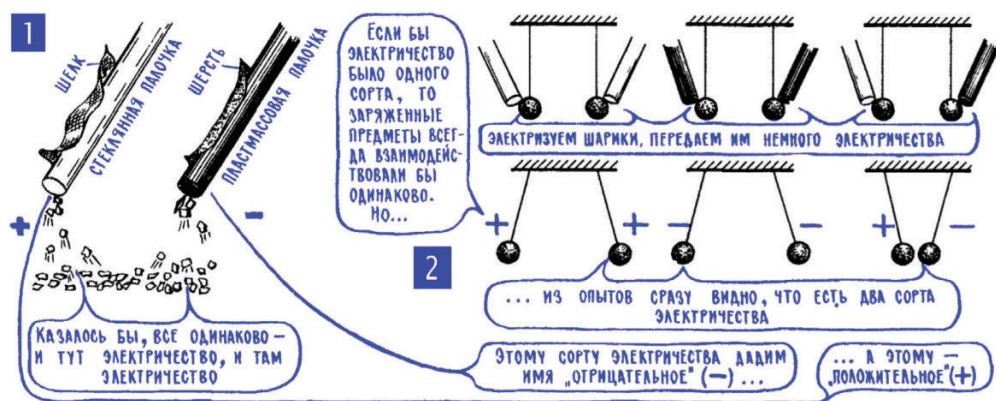 1
ШЕЛК
СТЕКЛЯННАЯ ПАЛОЧКА
ШЕРСТЬ
ПЛАСТМАССОВАЯ ПАЛОЧКА
+
−
КАЗАЛОСЬ БЫ, ВСЕ ОДИНАКОВО –
И ТУТ ЭЛЕКТРИЧЕСТВО, И ТАМ
ЭЛЕКТРИЧЕСТВО
ЕСЛИ БЫ
ЭЛЕКТРИЧЕСТВО
БЫЛО ОДНОГО
СОРТА, ТО
ЗАРЯЖЕННЫЕ
ПРЕДМЕТЫ ВСЕГ-
ДА ВЗАИМОДЕЙС-
ТВОВАЛИ БЫ
ОДИНАКОВО.
НО...
ЭЛЕКТРИЗУЕМ ШАРИКИ, ПЕРЕДАЕМ ИМ НЕМНОГО ЭЛЕКТРИЧЕСТВА
+ + − − + −
2
... ИЗ ОПЫТОВ СРАЗУ ВИДНО, ЧТО ЕСТЬ ДВА СОРТА
ЭЛЕКТРИЧЕСТВА
ЭТОМУ СОРТУ ЭЛЕКТРИЧЕСТВА ДАДИМ
ИМЯ „ОТРИЦАТЕЛЬНОЕ" (−) ...
... А ЭТОМУ –
„ПОЛОЖИТЕЛЬНОЕ" (+)